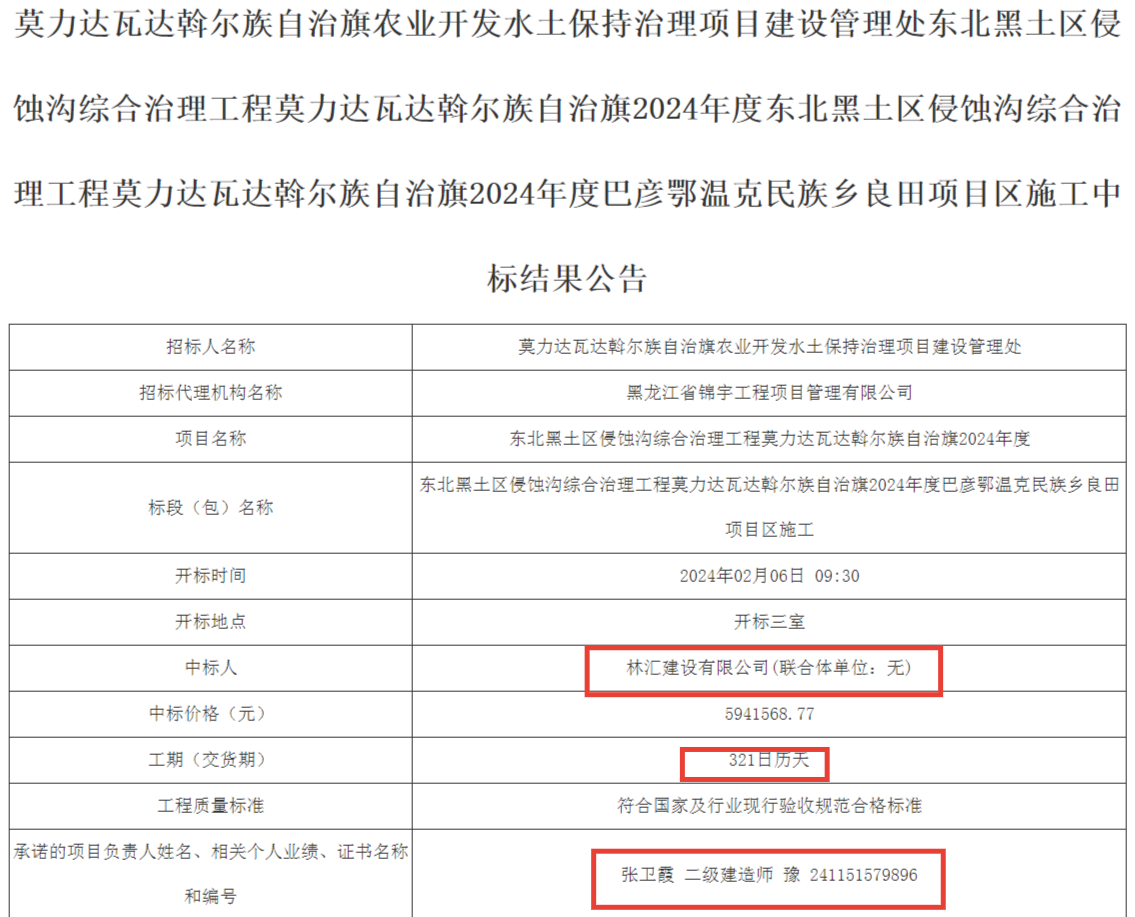 莫力达瓦达斡尔族自治旗农业开发水土保持治理项目建设管理处东北黑土区侵
蚀沟综合治理工程莫力达瓦达斡尔族自治旗2024年度东北黑土区侵蚀沟综合治
理工程莫力达瓦达斡尔族自治旗2024年度巴彦鄂温克民族乡良田项目区施工中
标结果公告
招标人名称
莫力达瓦达斡尔族自治旗农业开发水土保持治理项目建设管理处
招标代理机构名称
黑龙江省锦宇工程项目管理有限公司
项目名称
东北黑土区侵蚀沟综合治理工程莫力达瓦达斡尔族自治旗2024年度
标段（包）名称
东北黑土区侵蚀沟综合治理工程莫力达瓦达斡尔族自治旗2024年度巴彦鄂温克民族乡良田
项目区施工
开标时间
2024年02月06日 09:30
开标地点
开标三室
中标人
林汇建设有限公司(联合体单位：无)
中标价格（元）
5941568.77
工期（交货期）
321日历天
工程质量标准
符合国家及行业现行验收规范合格标准
承诺的项目负责人姓名、相关个人业绩、证书名称
和编号
张卫霞 二级建造师 豫 241151579896